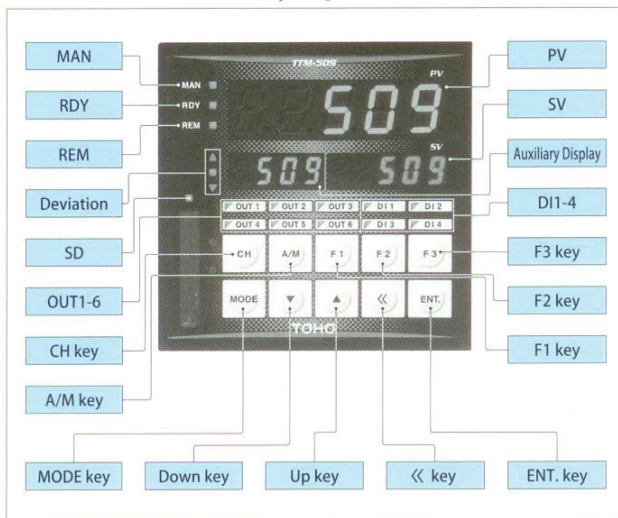 MAN
RDY
REM
Deviation
SD
OUT1-6
CH key
A/M key
MODE key
Down key
Up key
« key
ENT. key
PV
SV
Auxiliary Display
DI1-4
F3 key
F2 key
F1 key
TTM-509
PV
MAN
RDY
REM
509
SV
509 509
OUT 1 OUT 2 OUT 3 DI 1 DI 2
OUT 4 OUT 5 OUT 6 DI 3 DI 4
CH A/M F1 F2 F3
MODE ▼ ▲ « ENT.
TOHO